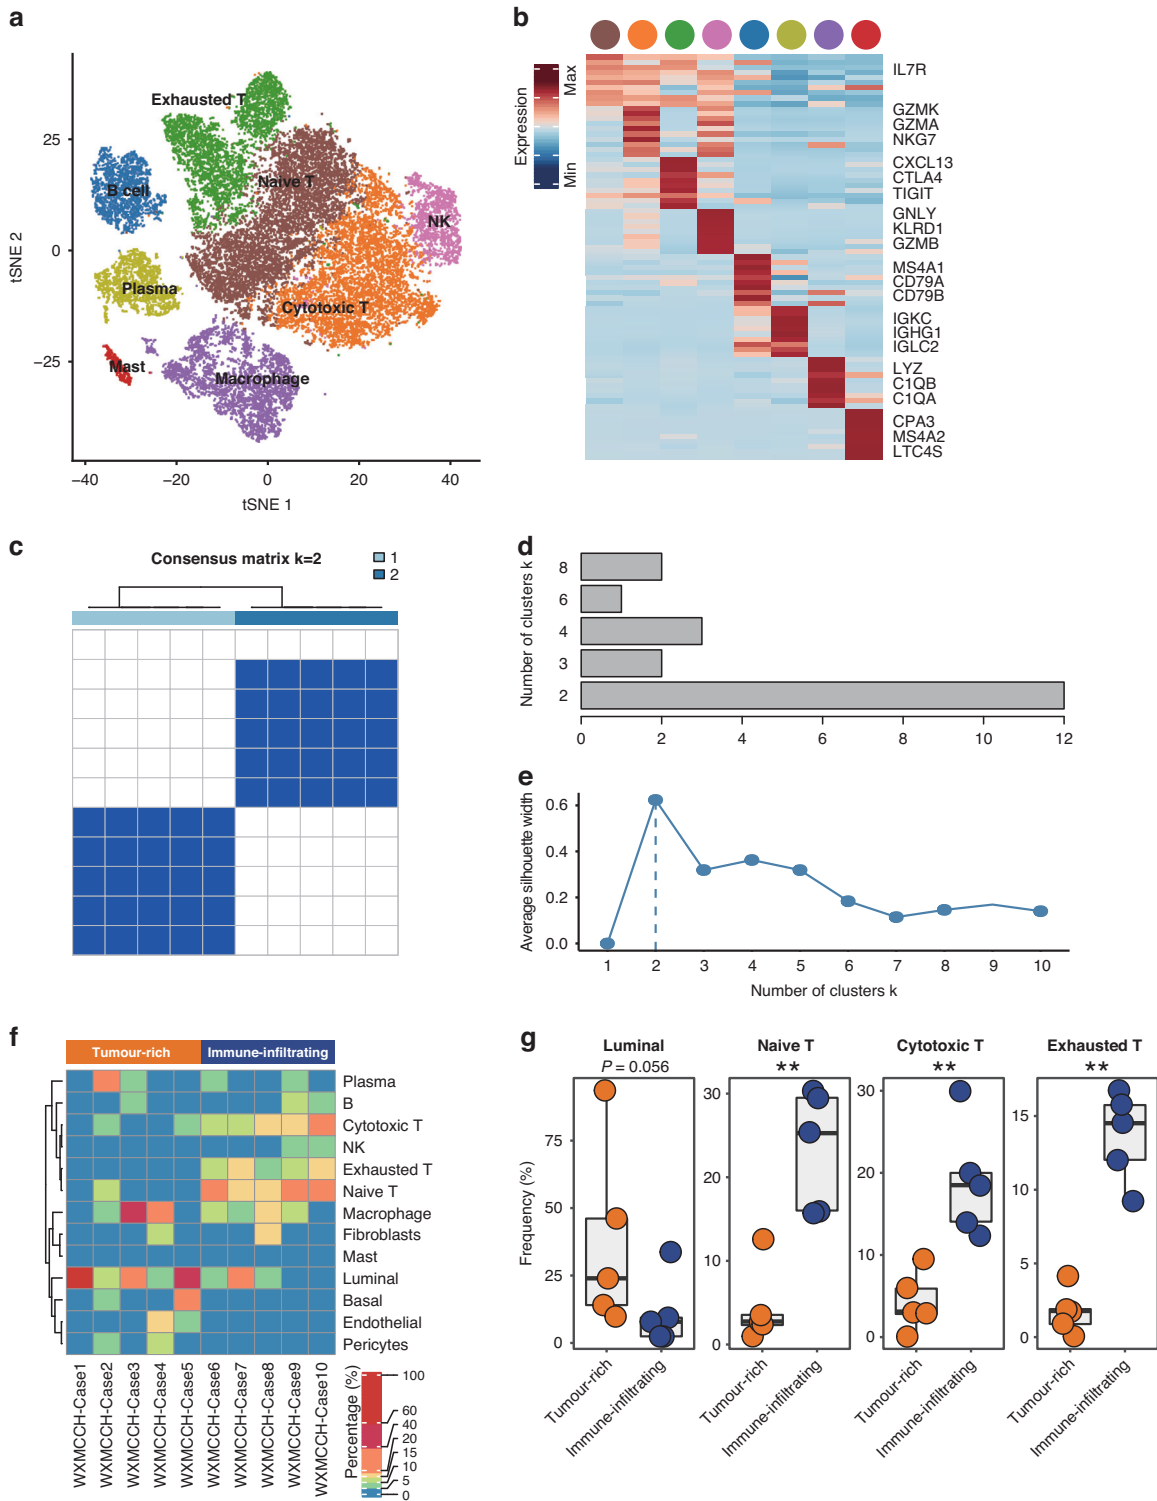 a
Exhausted T
Naive T
B cell
NK
Plasma
Cytotoxic T
Mast
Macrophage
25
0
−25
tSNE 2
−40
−20
0
20
40
tSNE 1
b
Expression
Max
Min
IL7R
GZMK
GZMA
NKG7
CXCL13
CTLA4
TIGIT
GNLY
KLRD1
GZMB
MS4A1
CD79A
CD79B
IGKC
IGHG1
IGLC2
LYZ
C1QB
C1QA
CPA3
MS4A2
LTC4S
c
Consensus matrix k=2
1
2
d
Number of clusters k
8
6
4
3
2
0
2
4
6
8
10
12
e
Average silhouette width
0.6
0.4
0.2
0.0
1
2
3
4
5
6
7
8
9
10
Number of clusters k
f
Tumour-rich
Immune-infiltrating
Plasma
B
Cytotoxic T
NK
Exhausted T
Naive T
Macrophage
Fibroblasts
Mast
Luminal
Basal
Endothelial
Pericytes
WXMCCH-Case1
WXMCCH-Case2
WXMCCH-Case3
WXMCCH-Case4
WXMCCH-Case5
WXMCCH-Case6
WXMCCH-Case7
WXMCCH-Case8
WXMCCH-Case9
WXMCCH-Case10
Percentage (%)
100
60
40
20
15
10
5
0
g
Luminal
P = 0.056
Naive T
**
Cytotoxic T
**
Exhausted T
**
Frequency (%)
75
50
25
0
30
20
10
0
30
20
10
0
15
10
5
0
Tumour-rich
Immune-infiltrating
Tumour-rich
Immune-infiltrating
Tumour-rich
Immune-infiltrating
Tumour-rich
Immune-infiltrating